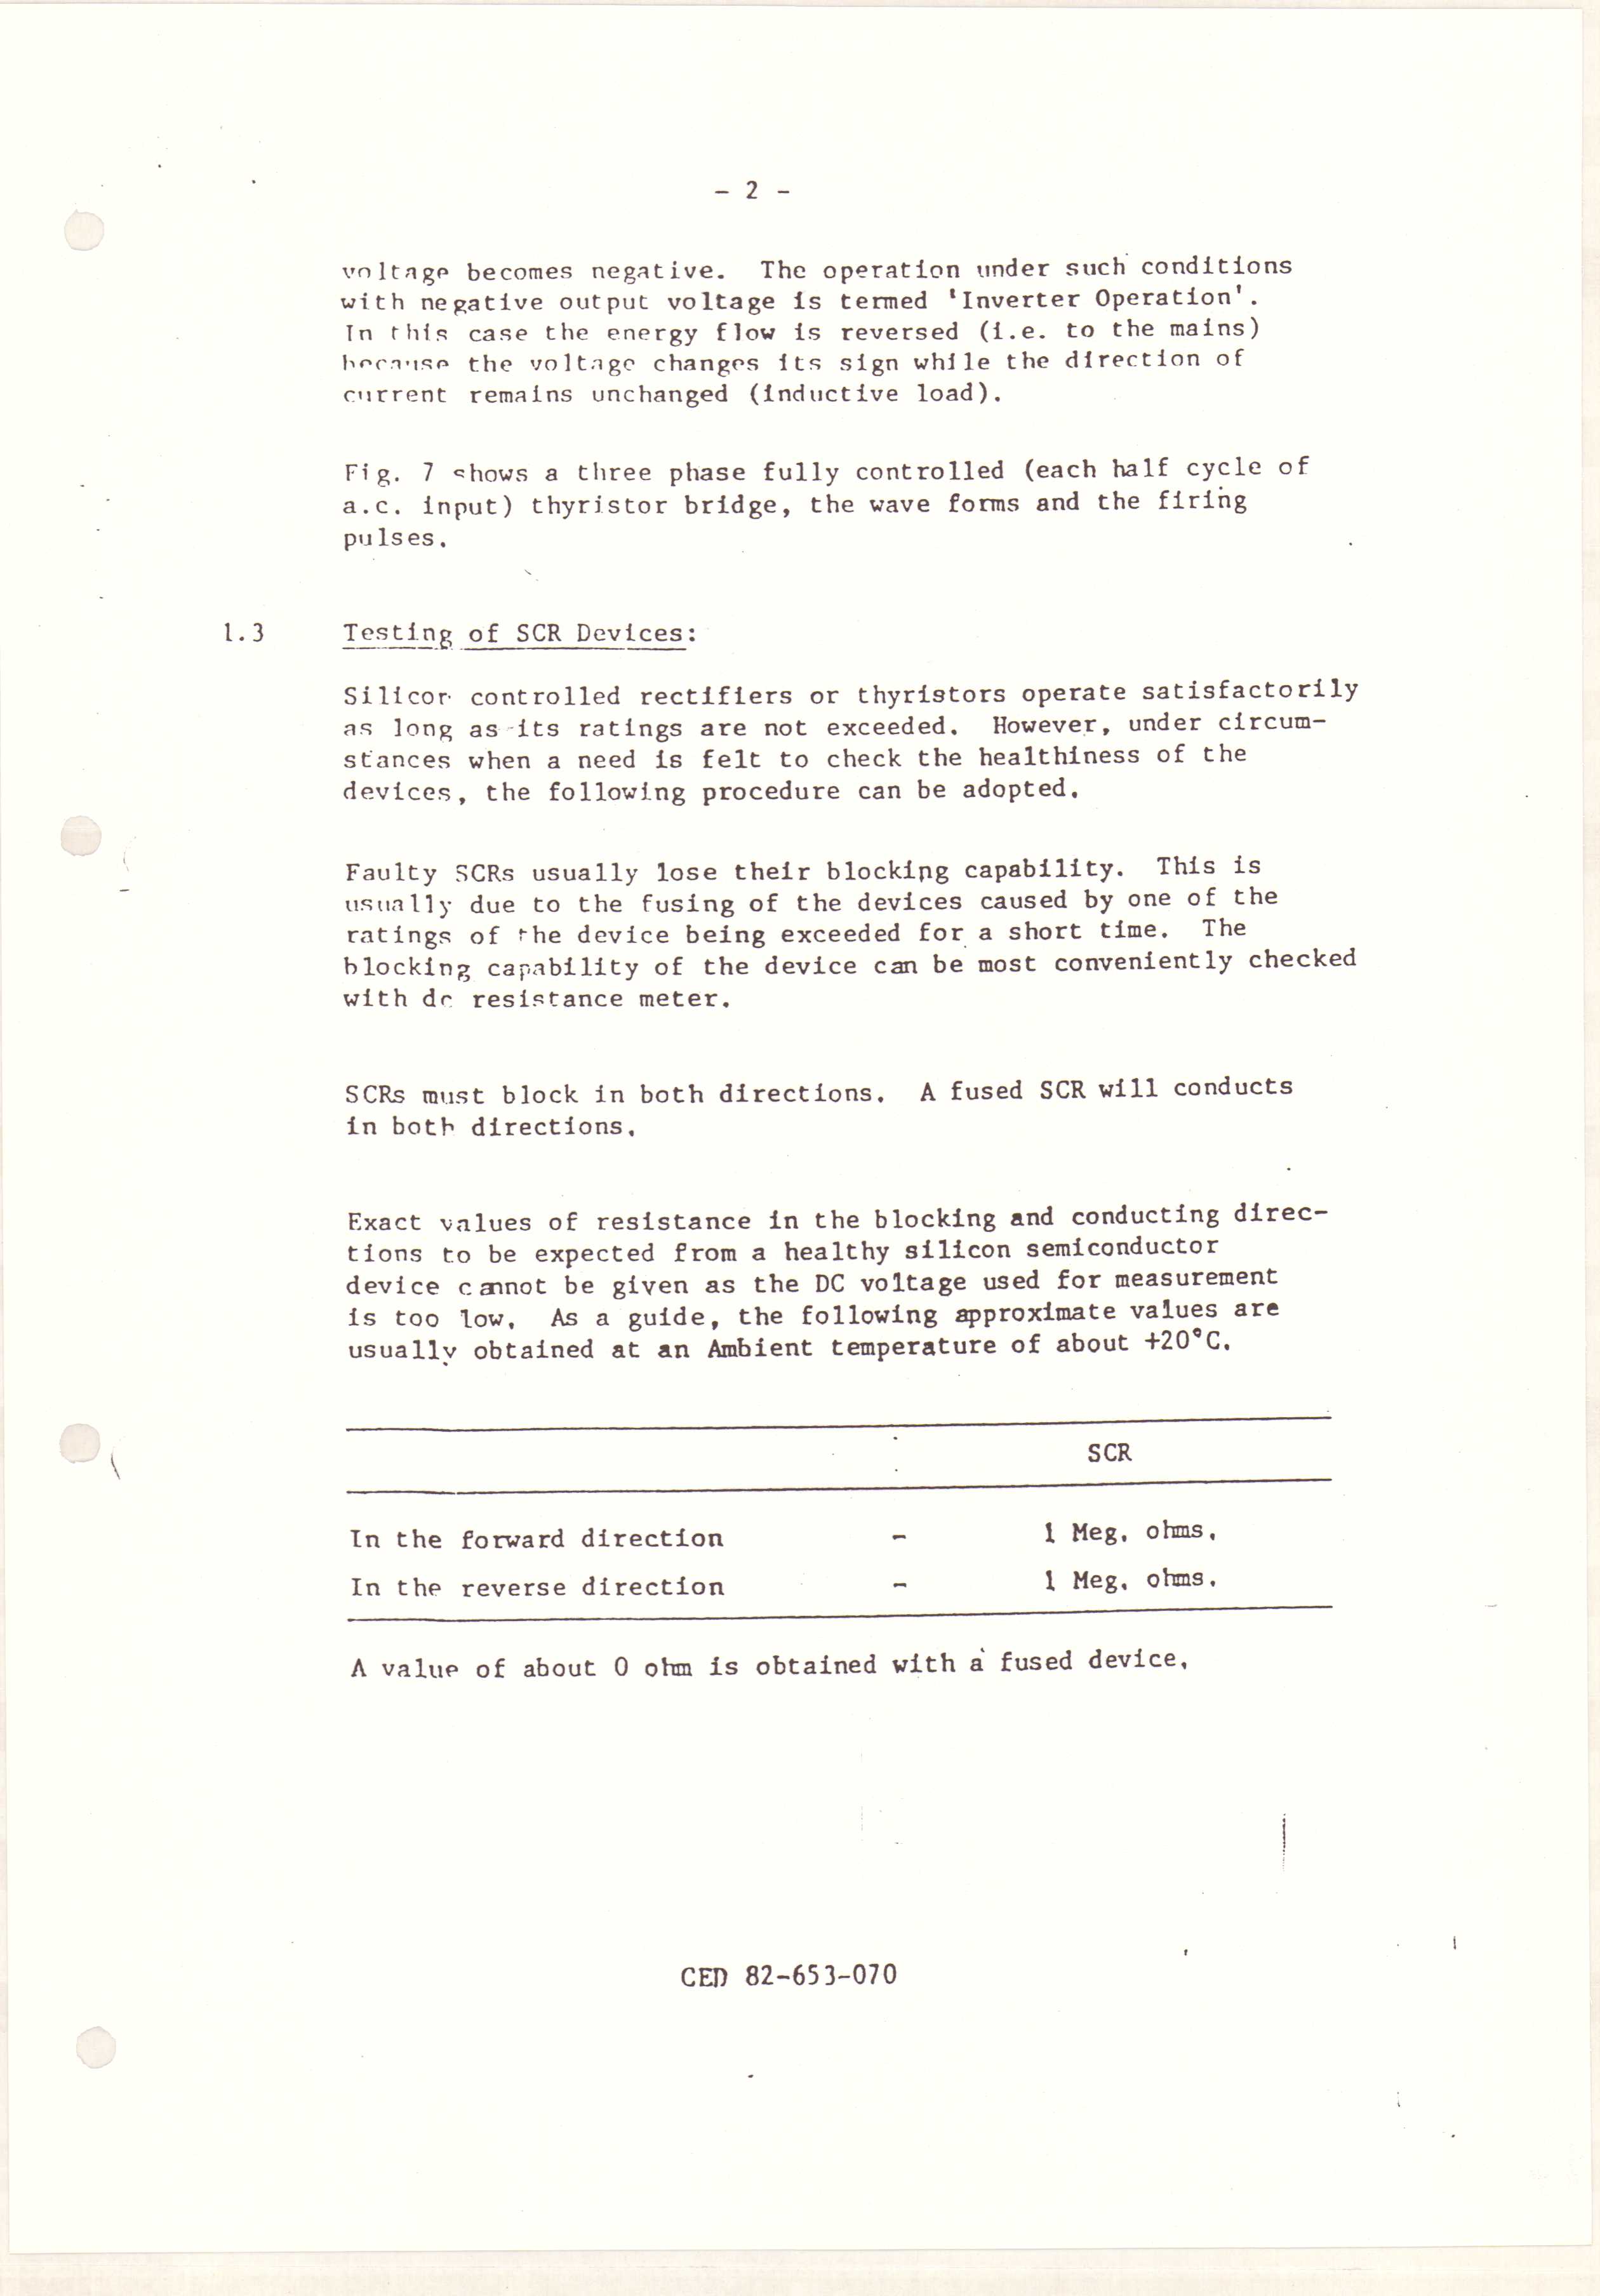 - 2 -
voltage becomes negative. The operation under such conditions
with negative output voltage is termed 'Inverter Operation'.
In this case the energy flow is reversed (i.e. to the mains)
because the voltage changes its sign while the direction of
current remains unchanged (inductive load).
Fig. 7 shows a three phase fully controlled (each half cycle of
a.c. input) thyristor bridge, the wave forms and the firing
pulses.
1.3 Testing of SCR Devices:
Silicon controlled rectifiers or thyristors operate satisfactorily
as long as its ratings are not exceeded. However, under circum-
stances when a need is felt to check the healthiness of the
devices, the following procedure can be adopted.
Faulty SCRs usually lose their blocking capability. This is
usually due to the fusing of the devices caused by one of the
ratings of the device being exceeded for a short time. The
blocking capability of the device can be most conveniently checked
with dc resistance meter.
SCRs must block in both directions. A fused SCR will conducts
in both directions.
Exact values of resistance in the blocking and conducting direc-
tions to be expected from a healthy silicon semiconductor
device cannot be given as the DC voltage used for measurement
is too low. As a guide, the following approximate values are
usually obtained at an Ambient temperature of about +20°C.
SCR
In the forward direction - 1 Meg. ohms.
In the reverse direction - 1 Meg. ohms.
A value of about 0 ohm is obtained with a fused device.
CED 82-653-070